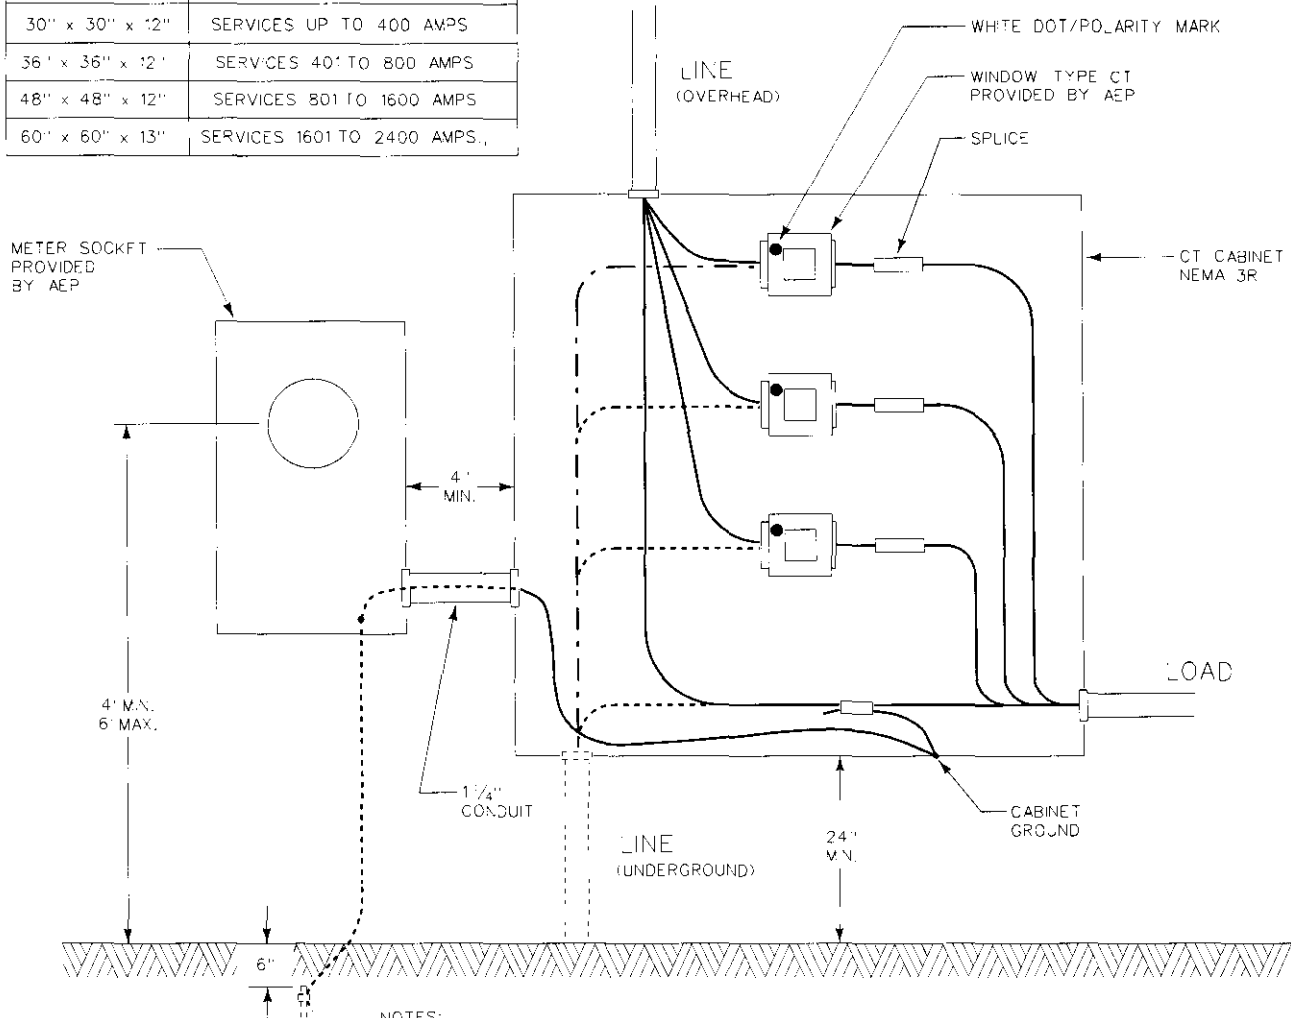 30" x 30" x 12" SERVICES UP TO 400 AMPS
36" x 36" x 12" SERVICES 401 TO 800 AMPS
48" x 48" x 12" SERVICES 801 TO 1600 AMPS
60" x 60" x 13" SERVICES 1601 TO 2400 AMPS.,
WHITE DOT/POLARITY MARK
LINE
(OVERHEAD)
WINDOW TYPE CT
PROVIDED BY AEP
SPLICE
METER SOCKET
PROVIDED
BY AEP
CT CABINET
NEMA 3R
4"
MIN.
LOAD
4' MIN.
6' MAX.
1 1/4"
CONDUIT
CABINET
GROUND
24"
MIN.
LINE
(UNDERGROUND)
6"
NOTES: